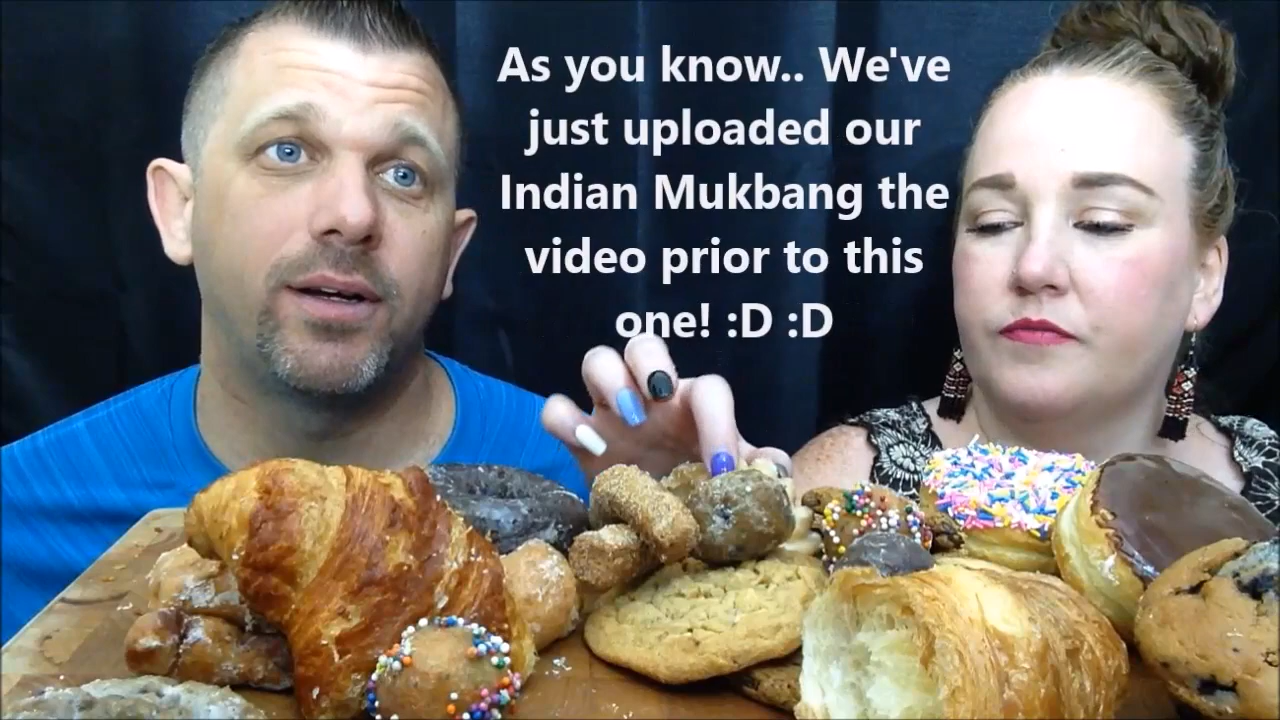 As you know.. We've
just uploaded our
Indian Mukbang the
video prior to this
one! :D :D